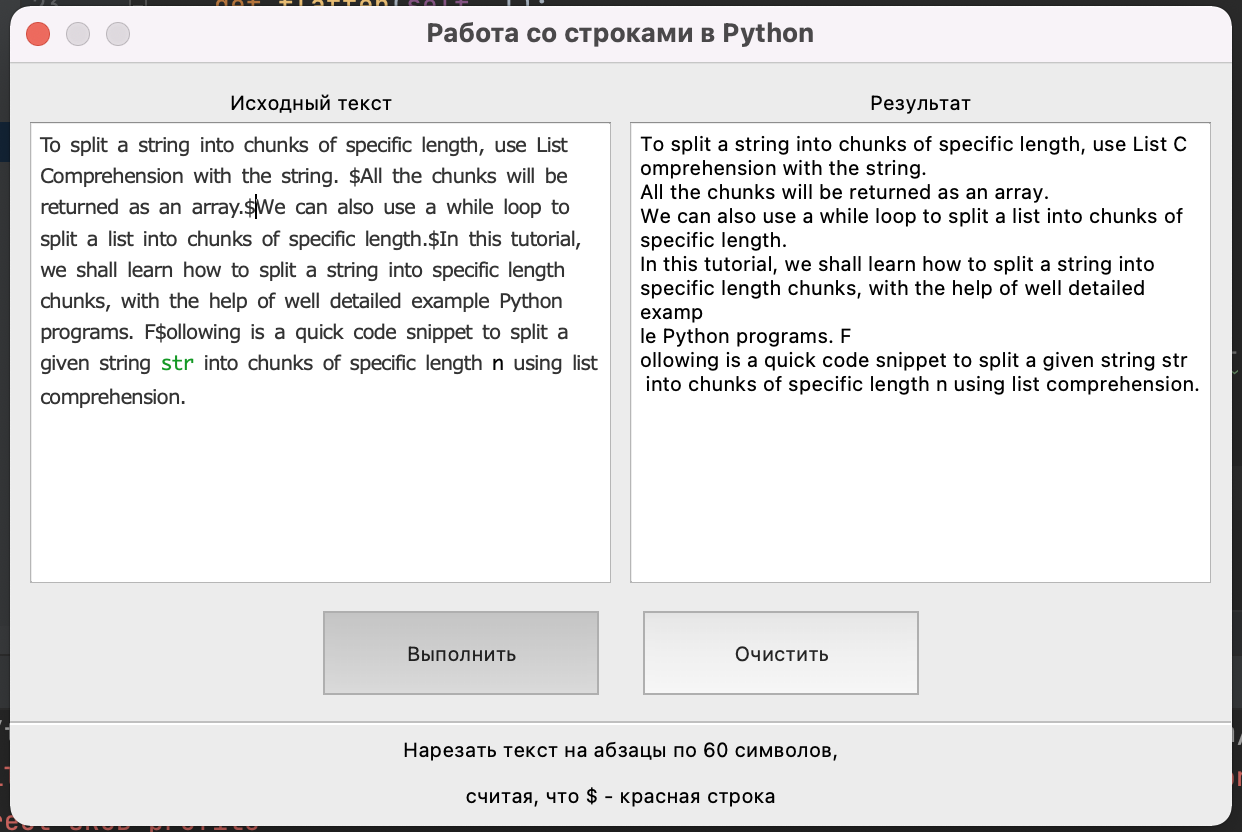 def flatten(self, l):
Работа со строками в Python
Исходный текст
To split a string into chunks of specific length, use List
Comprehension with the string. $All the chunks will be
returned as an array.$We can also use a while loop to
split a list into chunks of specific length.$In this tutorial,
we shall learn how to split a string into specific length
chunks, with the help of well detailed example Python
programs. F$ollowing is a quick code snippet to split a
given string str into chunks of specific length n using list
comprehension.
Результат
To split a string into chunks of specific length, use List C
omprehension with the string.
All the chunks will be returned as an array.
We can also use a while loop to split a list into chunks of
specific length.
In this tutorial, we shall learn how to split a string into
specific length chunks, with the help of well detailed
examp
le Python programs. F
ollowing is a quick code snippet to split a given string str
into chunks of specific length n using list comprehension.
Выполнить
Очистить
Нарезать текст на абзацы по 60 символов,
считая, что $ - красная строка